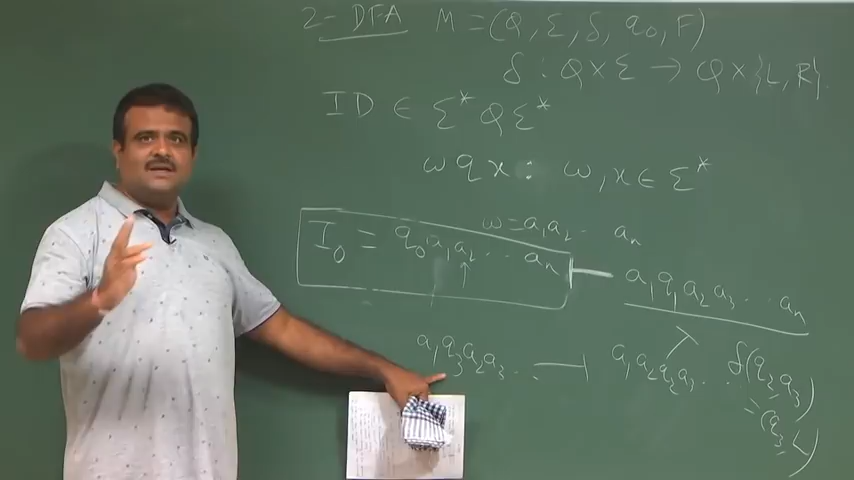 2-DFA M = (Q, Σ, δ, q₀, F)
δ : Q × Σ → Q × {L, R}.
ID ∈ Σ* Q Σ*
w q x : w, x ∈ Σ*
w = a₁ a₂ .. aₙ
I₀ = q₀ a₁ a₂ .. aₙ ⊢ a₁ q₁ a₂ a₃ ... aₙ
a₁ q₃ a₂ a₃ ... ⊣ a₁ a₂ q₂ a₃ ...
δ(q₂, a₃)
= (q₃, L)